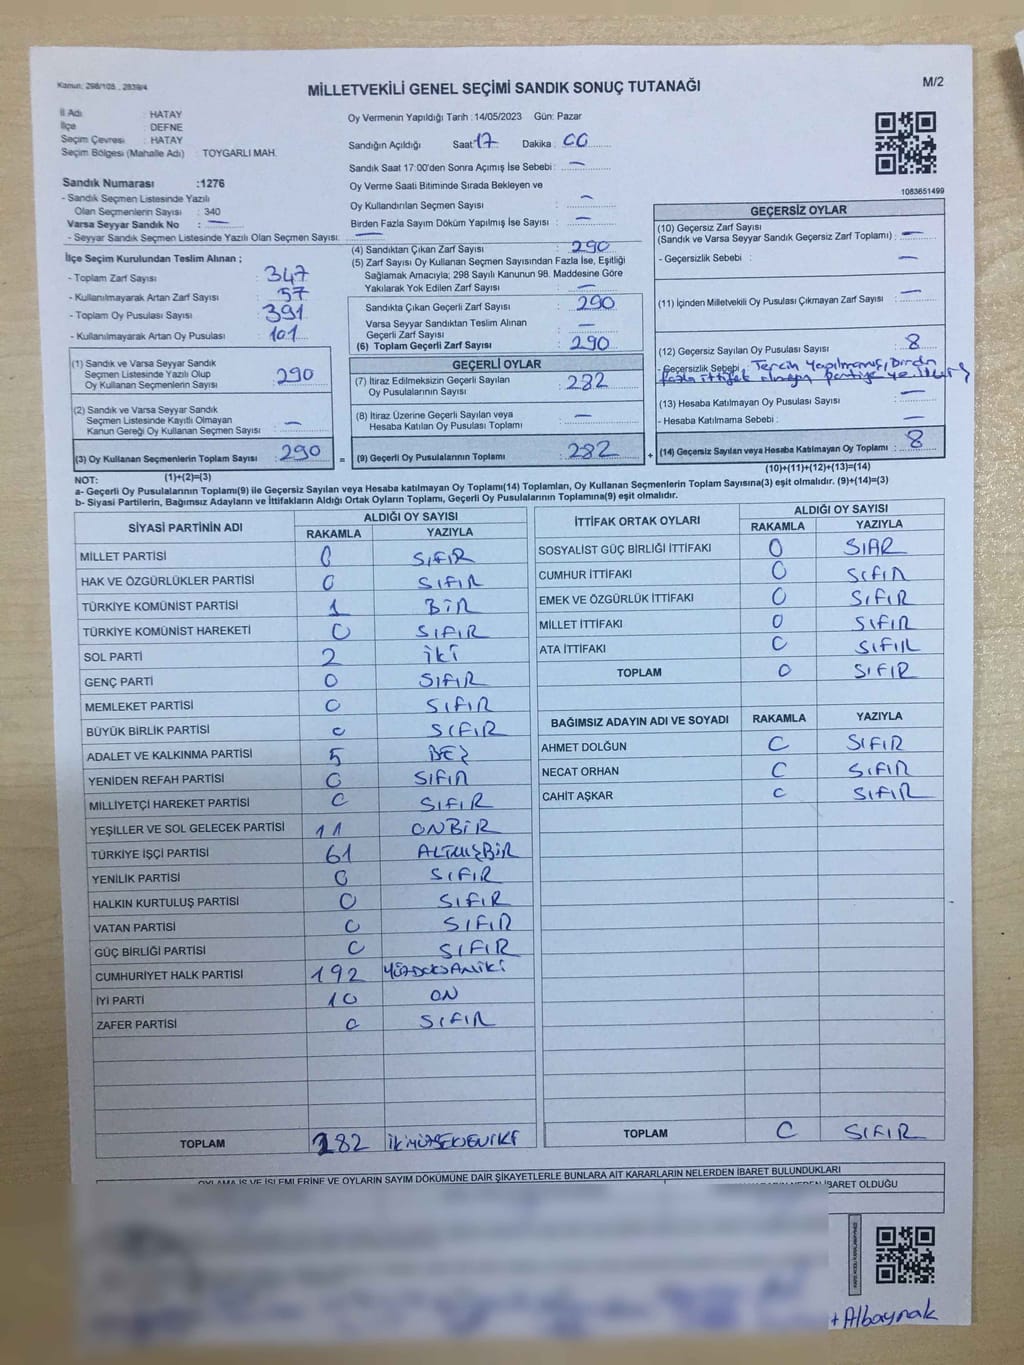 Kanun: 298/105 , 2839/4
MİLLETVEKİLİ GENEL SEÇİMİ SANDIK SONUÇ TUTANAĞI
M/2
İl Adı : HATAY
İlçe : DEFNE
Seçim Çevresi : HATAY
Seçim Bölgesi (Mahalle Adı) : TOYGARLI MAH.
Sandık Numarası :1276
- Sandık Seçmen Listesinde Yazılı
Olan Seçmenlerin Sayısı : 340
Varsa Seyyar Sandık No : —
- Seyyar Sandık Seçmen Listesinde Yazılı Olan Seçmen Sayısı: —
İlçe Seçim Kurulundan Teslim Alınan ;
- Toplam Zarf Sayısı : 347
- Kullanılmayarak Artan Zarf Sayısı : 57
- Toplam Oy Pusulası Sayısı : 391
- Kullanılmayarak Artan Oy Pusulası : 101
(1) Sandık ve Varsa Seyyar Sandık
Seçmen Listesinde Yazılı Olup
Oy Kullanan Seçmenlerin Sayısı : 290
(2) Sandık ve Varsa Seyyar Sandık
Seçmen Listesinde Kayıtlı Olmayan
Kanun Gereği Oy Kullanan Seçmen Sayısı : —
(3) Oy Kullanan Seçmenlerin Toplam Sayısı : 290
(1)+(2)=(3)
Oy Vermenin Yapıldığı Tarih : 14/05/2023 Gün: Pazar
Sandığın Açıldığı Saat: 17 Dakika : 00
Sandık Saat 17:00'den Sonra Açımış İse Sebebi : —
Oy Verme Saati Bitiminde Sırada Bekleyen ve
Oy Kullandırılan Seçmen Sayısı : —
Birden Fazla Sayım Döküm Yapılmış İse Sayısı : —
(4) Sandıktan Çıkan Zarf Sayısı : 290
(5) Zarf Sayısı Oy Kullanan Seçmen Sayısından Fazla İse, Eşitliği
Sağlamak Amacıyla; 298 Sayılı Kanunun 98. Maddesine Göre
Yakılarak Yok Edilen Zarf Sayısı : —
Sandıkta Çıkan Geçerli Zarf Sayısı : 290
Varsa Seyyar Sandıktan Teslim Alınan
Geçerli Zarf Sayısı : —
(6) Toplam Geçerli Zarf Sayısı : 290
GEÇERLİ OYLAR
(7) İtiraz Edilmeksizin Geçerli Sayılan
Oy Pusulalarının Sayısı : 282
(8) İtiraz Üzerine Geçerli Sayılan veya
Hesaba Katılan Oy Pusulası Toplamı : —
= (9) Geçerli Oy Pusulalarının Toplamı : 282 +
1083651499
GEÇERSİZ OYLAR
(10) Geçersiz Zarf Sayısı
(Sandık ve Varsa Seyyar Sandık Geçersiz Zarf Toplamı) : —
- Geçersizlik Sebebi : —
(11) İçinden Milletvekili Oy Pusulası Çıkmayan Zarf Sayısı : —
(12) Geçersiz Sayılan Oy Pusulası Sayısı : 8
- Geçersizlik Sebebi : Tercih Yapılmamış, Birden
fazla ittifak olmayan partiye
(13) Hesaba Katılmayan Oy Pusulası Sayısı : —
- Hesaba Katılmama Sebebi : —
(14) Geçersiz Sayılan veya Hesaba Katılmayan Oy Toplamı : 8
(10)+(11)+(12)+(13)=(14)
NOT:
a- Geçerli Oy Pusulalarının Toplamı(9) ile Geçersiz Sayılan veya Hesaba katılmayan Oy Toplamı(14) Toplamları, Oy Kullanan Seçmenlerin Toplam Sayısına(3) eşit olmalıdır. (9)+(14)=(3)
b- Siyasi Partilerin, Bağımsız Adayların ve İttifakların Aldığı Ortak Oyların Toplamı, Geçerli Oy Pusulalarının Toplamına(9) eşit olmalıdır.
SİYASİ PARTİNİN ADI ALDIĞI OY SAYISI
RAKAMLA YAZIYLA
MİLLET PARTİSİ 0 SIFIR
HAK VE ÖZGÜRLÜKLER PARTİSİ 0 SIFIR
TÜRKİYE KOMÜNİST PARTİSİ 1 BİR
TÜRKİYE KOMÜNİST HAREKETİ 0 SIFIR
SOL PARTİ 2 İKİ
GENÇ PARTİ 0 SIFIR
MEMLEKET PARTİSİ 0 SIFIR
BÜYÜK BİRLİK PARTİSİ 0 SIFIR
ADALET VE KALKINMA PARTİSİ 5 BEŞ
YENİDEN REFAH PARTİSİ 0 SIFIR
MİLLİYETÇİ HAREKET PARTİSİ 0 SIFIR
YEŞİLLER VE SOL GELECEK PARTİSİ 11 ONBİR
TÜRKİYE İŞÇİ PARTİSİ 61 ALTMIŞBİR
YENİLİK PARTİSİ 0 SIFIR
HALKIN KURTULUŞ PARTİSİ 0 SIFIR
VATAN PARTİSİ 0 SIFIR
GÜÇ BİRLİĞİ PARTİSİ 0 SIFIR
CUMHURİYET HALK PARTİSİ 192 YÜZDOKSANİKİ
İYİ PARTİ 10 ON
ZAFER PARTİSİ 0 SIFIR
TOPLAM 282 İKİYÜZSEKSENİKİ
İTTİFAK ORTAK OYLARI ALDIĞI OY SAYISI
RAKAMLA YAZIYLA
SOSYALİST GÜÇ BİRLİĞİ İTTİFAKI 0 SIFIR
CUMHUR İTTİFAKI 0 SIFIR
EMEK VE ÖZGÜRLÜK İTTİFAKI 0 SIFIR
MİLLET İTTİFAKI 0 SIFIR
ATA İTTİFAKI 0 SIFIR
TOPLAM 0 SIFIR
BAĞIMSIZ ADAYIN ADI VE SOYADI RAKAMLA YAZIYLA
AHMET DOLĞUN 0 SIFIR
NECAT ORHAN 0 SIFIR
CAHİT AŞKAR 0 SIFIR
TOPLAM 0 SIFIR
OYLAMA İŞ VE İŞLEMLERİNE VE OYLARIN SAYIM DÖKÜMÜNE DAİR ŞİKAYETLERLE BUNLARA AİT KARARLARIN NELERDEN İBARET BULUNDUKLARI
NEDEN İBARET OLDUĞU
+Albayrak